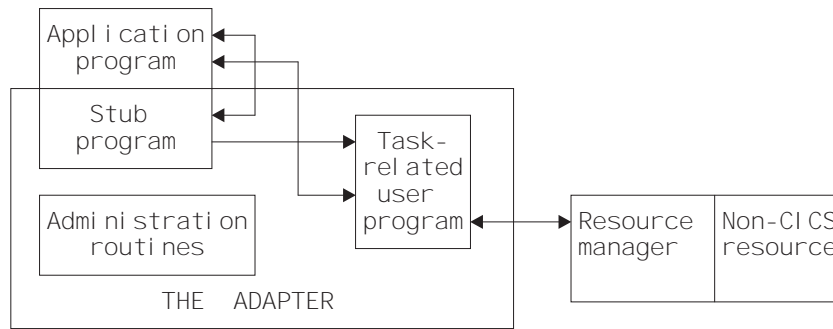 Application
program
Stub
program
Task-
related
user
program
Administration
routines
Resource
manager
Non-CICS
resource
THE ADAPTER